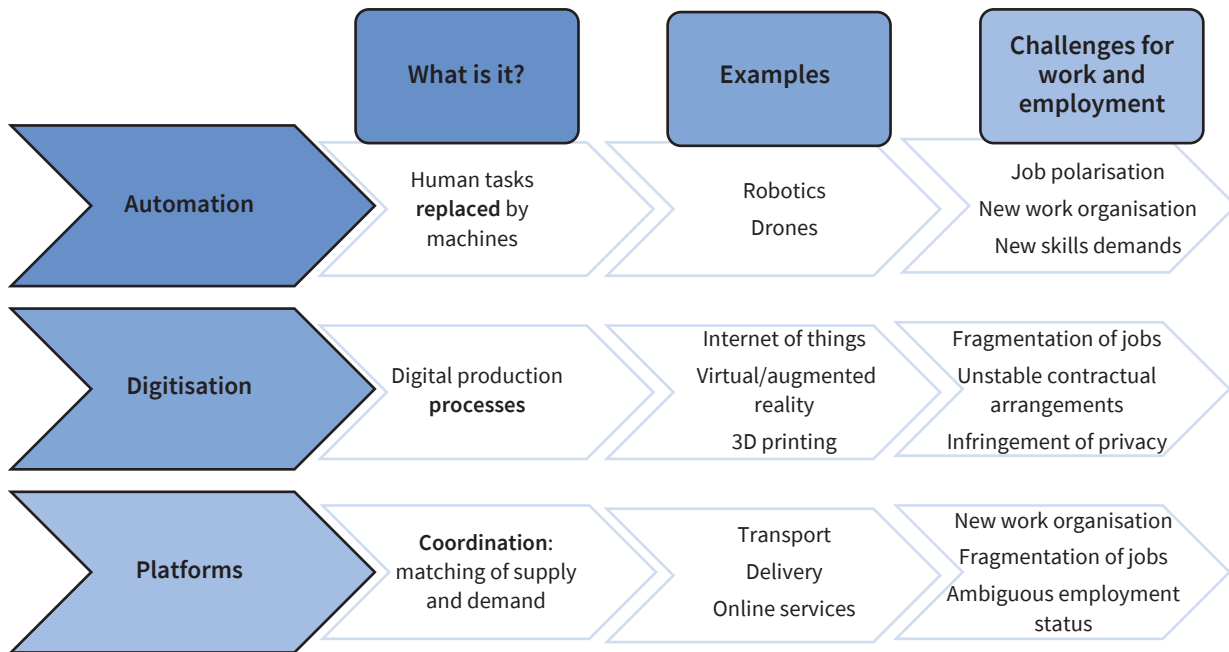 What is it?
Examples
Challenges for
work and
employment
Automation
Human tasks
replaced by
machines
Robotics
Drones
Job polarisation
New work organisation
New skills demands
Digitisation
Digital production
processes
Internet of things
Virtual/augmented
reality
3D printing
Fragmentation of jobs
Unstable contractual
arrangements
Infringement of privacy
Platforms
Coordination:
matching of supply
and demand
Transport
Delivery
Online services
New work organisation
Fragmentation of jobs
Ambiguous employment
status